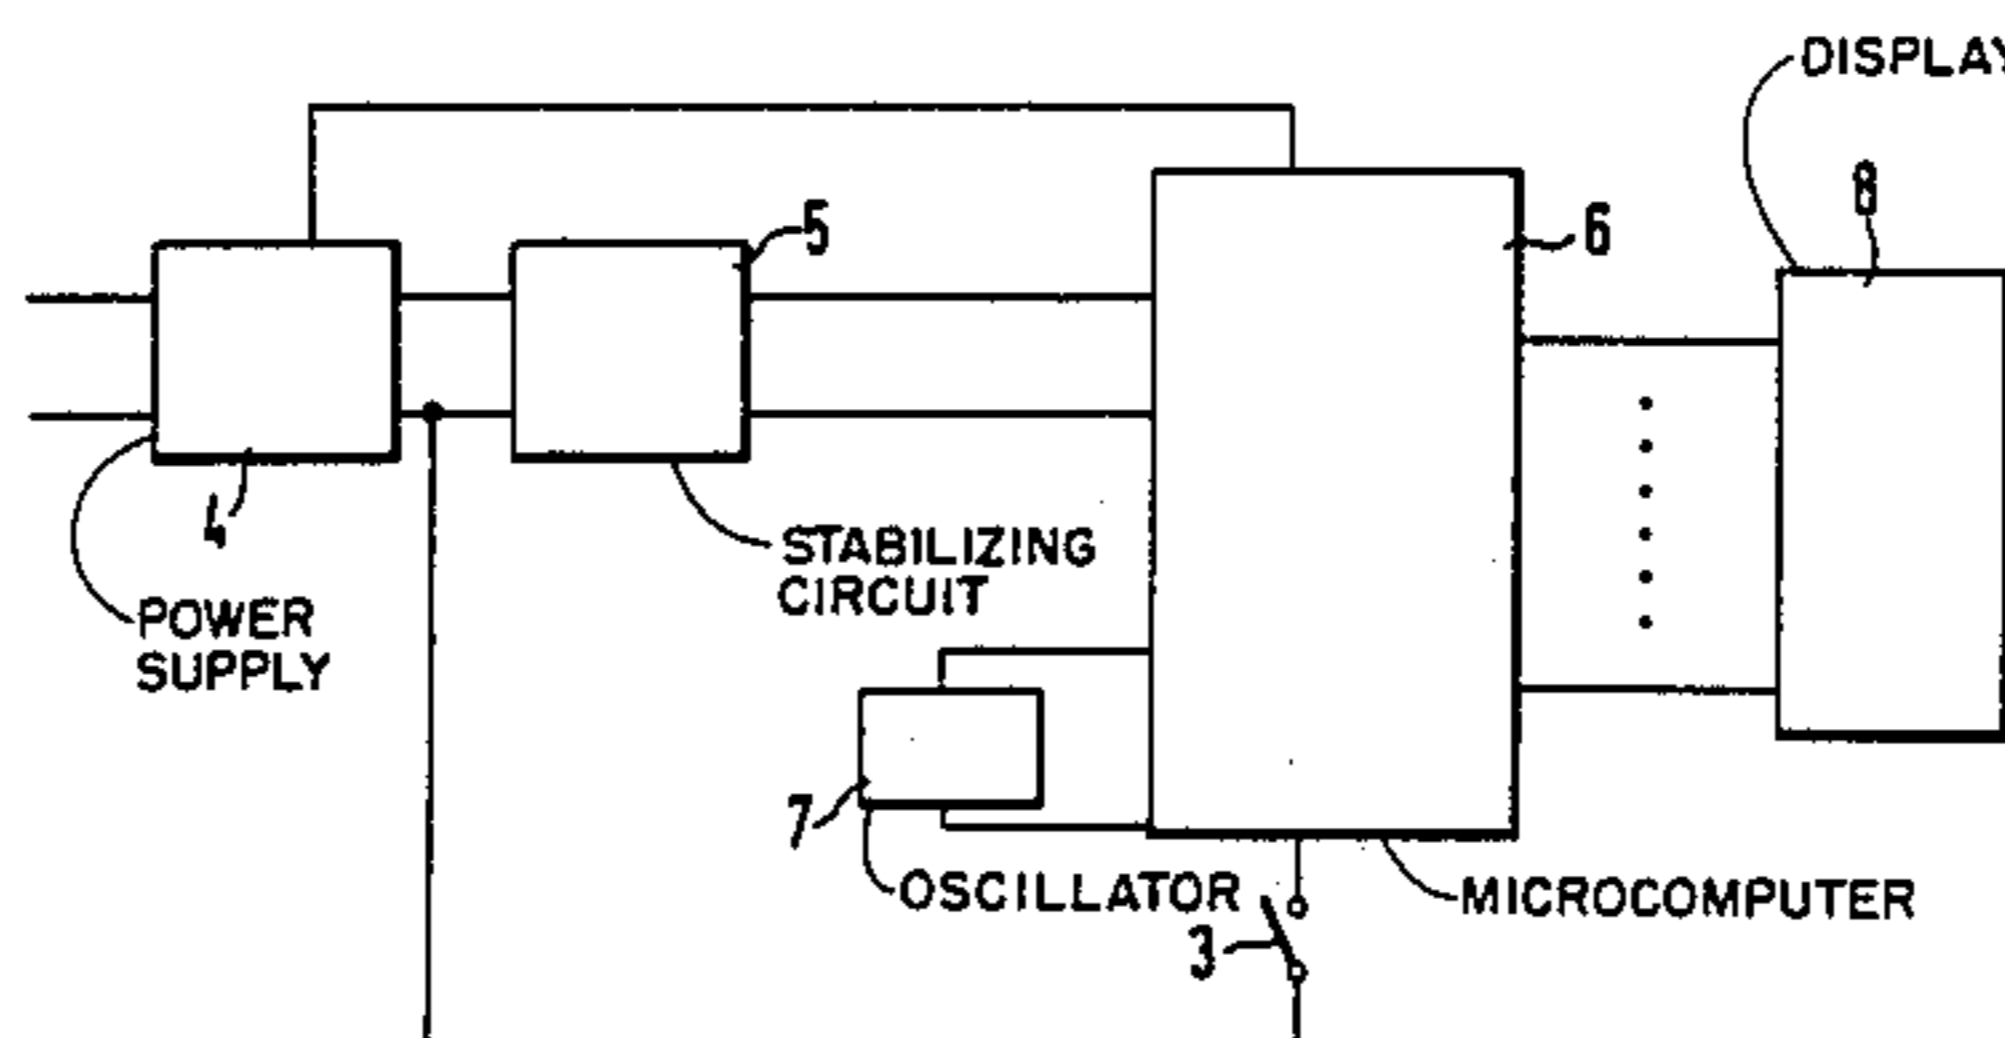 DISPLAY
8
5
6
4
STABILIZING
CIRCUIT
POWER
SUPPLY
7
OSCILLATOR
MICROCOMPUTER
3